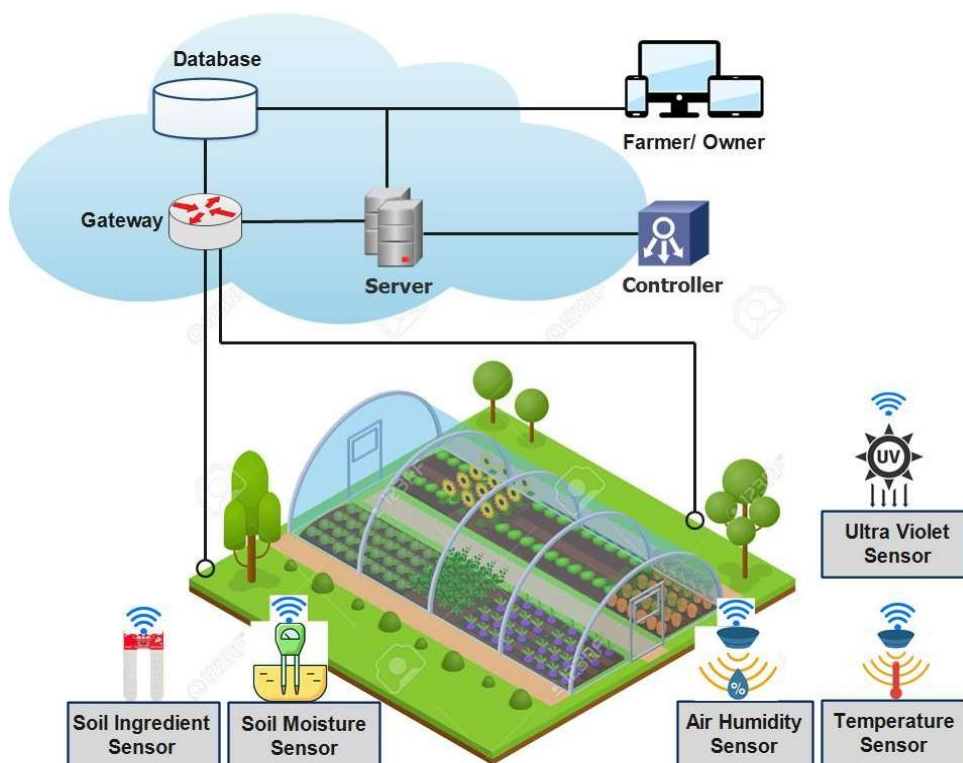 Database
Farmer/ Owner
Gateway
Server
Controller
UV
Ultra Violet
Sensor
%
Soil Ingredient
Sensor
Soil Moisture
Sensor
Air Humidity
Sensor
Temperature
Sensor